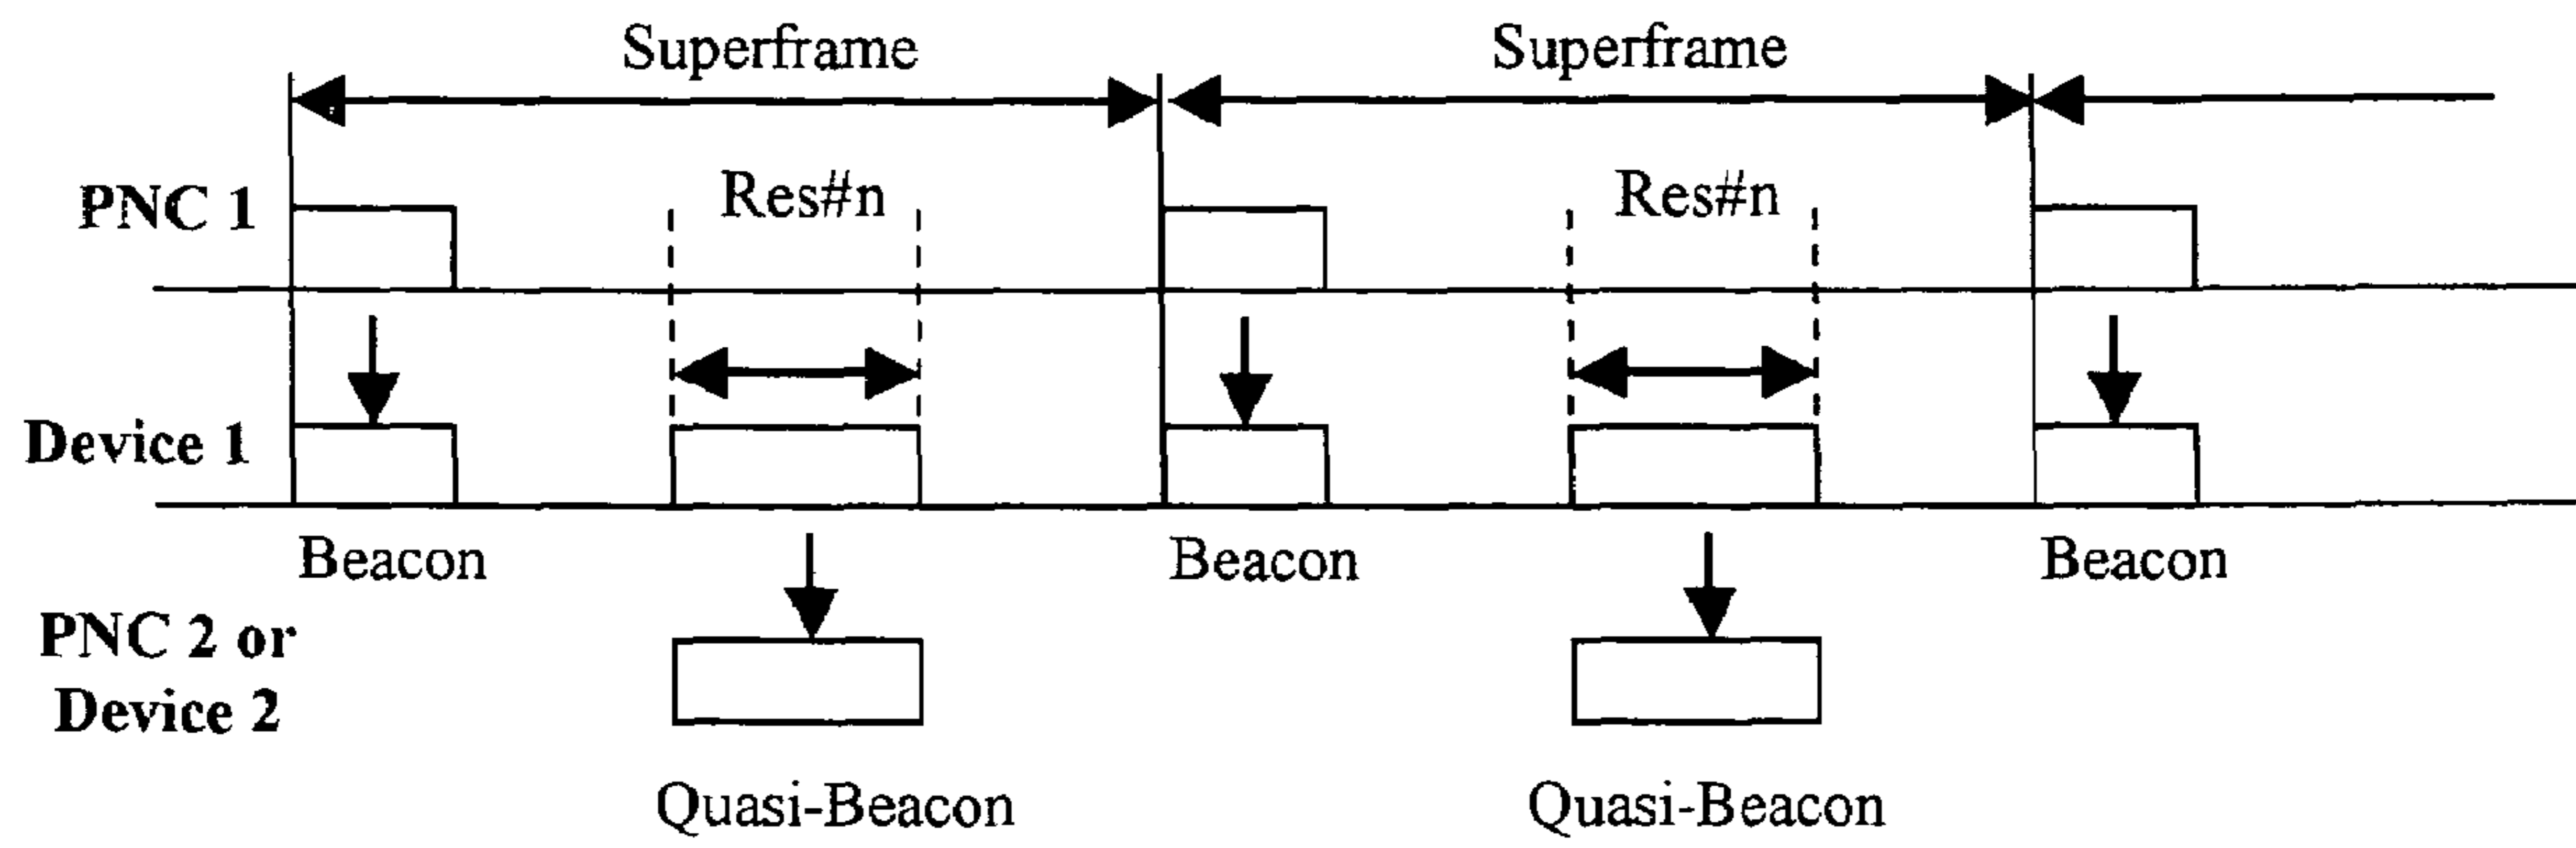 Superframe Superframe
PNC 1 Res#n Res#n
Device 1
Beacon Beacon Beacon
PNC 2 or
Device 2
Quasi-Beacon Quasi-Beacon